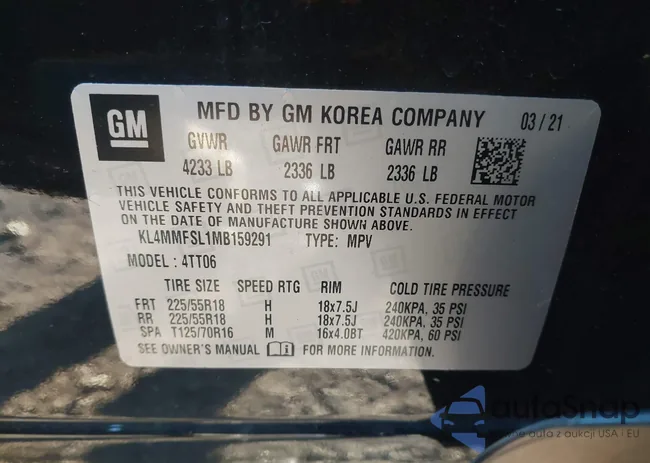 GM
MFD BY GM KOREA COMPANY 03 / 21
GVWR GAWR FRT GAWR RR
4233 LB 2336 LB 2336 LB
THIS VEHICLE CONFORMS TO ALL APPLICABLE U.S. FEDERAL MOTOR
VEHICLE SAFETY AND THEFT PREVENTION STANDARDS IN EFFECT
ON THE DATE OF MANUFACTURE SHOWN ABOVE.
KL4MMFSL1MB159291 TYPE: MPV
MODEL : 4TT06
TIRE SIZE SPEED RTG RIM COLD TIRE PRESSURE
FRT 225/55R18 H 18x7.5J 240KPA, 35 PSI
RR 225/55R18 H 18x7.5J 240KPA, 35 PSI
SPA T125/70R16 M 16x4.0BT 420KPA, 60 PSI
SEE OWNER'S MANUAL FOR MORE INFORMATION.
autoSnap
auta z aukcji USA i EU